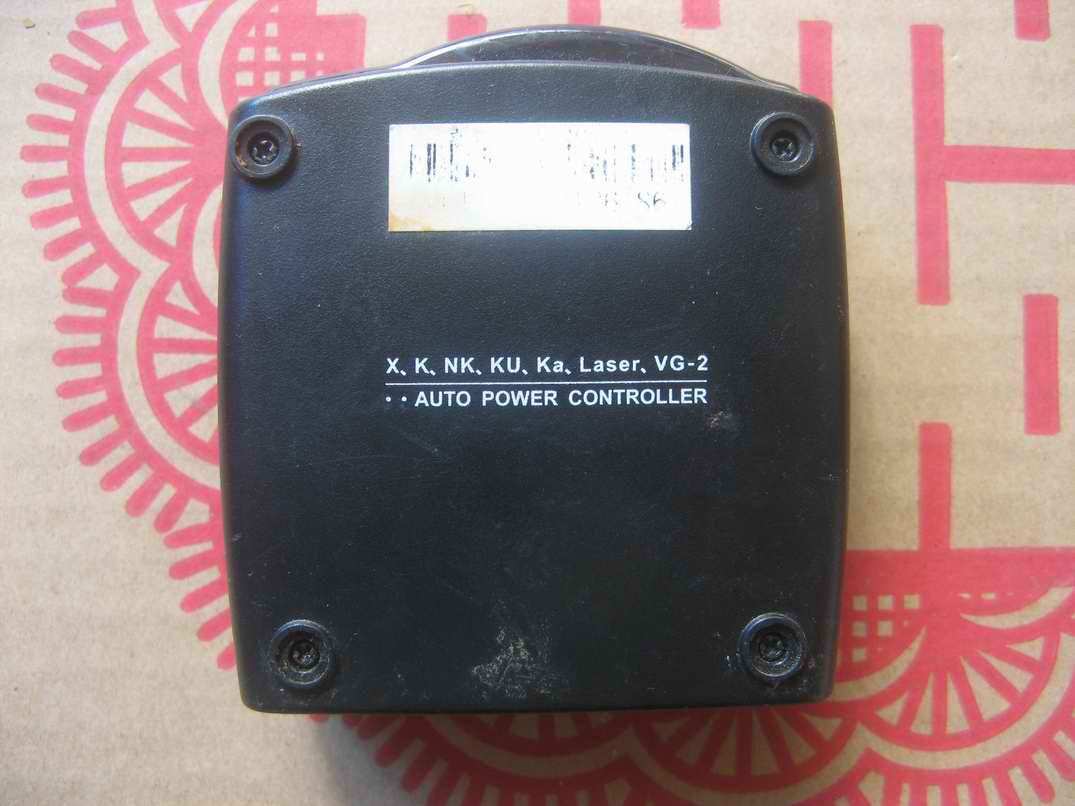 X、K、NK、KU、Ka、Laser、VG-2
··AUTO POWER CONTROLLER